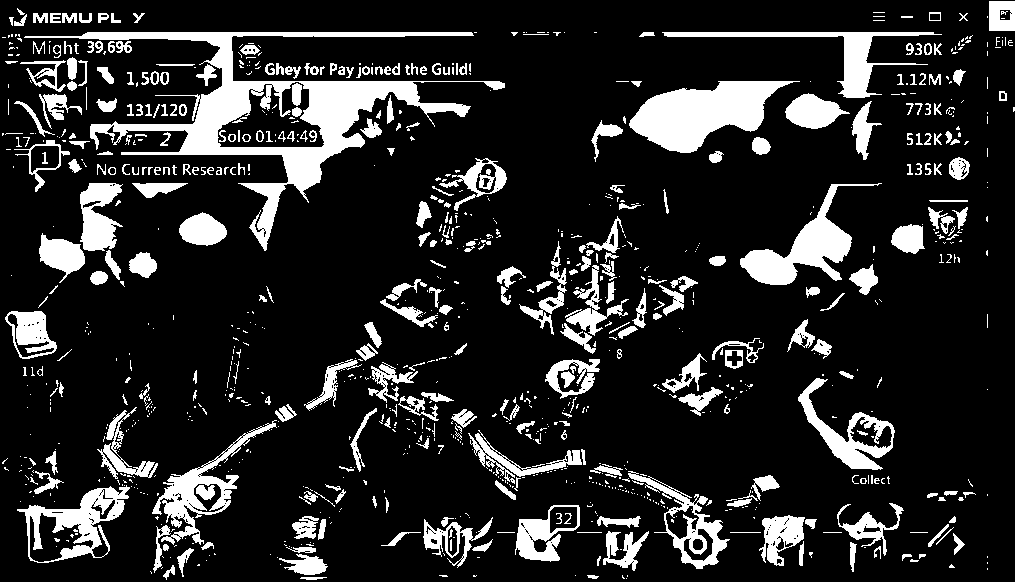 MEMU PL Y
File
Might 39,696
930K
Ghey for Pay joined the Guild!
1,500
1.12M
131/120
773K
Solo 01:44:49
17
2
512K
1
No Current Research!
135K
12h
6
8
11d
4
6
6
7
Collect
32